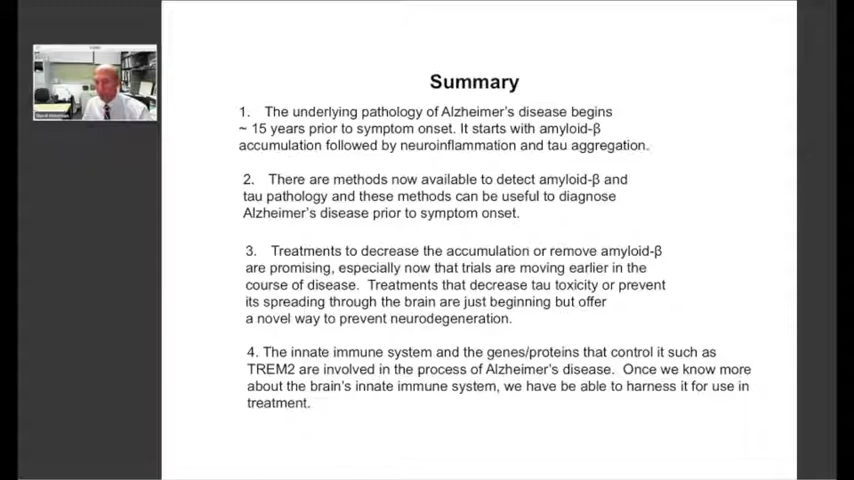 Summary
1. The underlying pathology of Alzheimer's disease begins
~ 15 years prior to symptom onset. It starts with amyloid-β
accumulation followed by neuroinflammation and tau aggregation.
2. There are methods now available to detect amyloid-β and
tau pathology and these methods can be useful to diagnose
Alzheimer's disease prior to symptom onset.
3. Treatments to decrease the accumulation or remove amyloid-β
are promising, especially now that trials are moving earlier in the
course of disease. Treatments that decrease tau toxicity or prevent
its spreading through the brain are just beginning but offer
a novel way to prevent neurodegeneration.
4. The innate immune system and the genes/proteins that control it such as
TREM2 are involved in the process of Alzheimer's disease. Once we know more
about the brain's innate immune system, we have be able to harness it for use in
treatment.